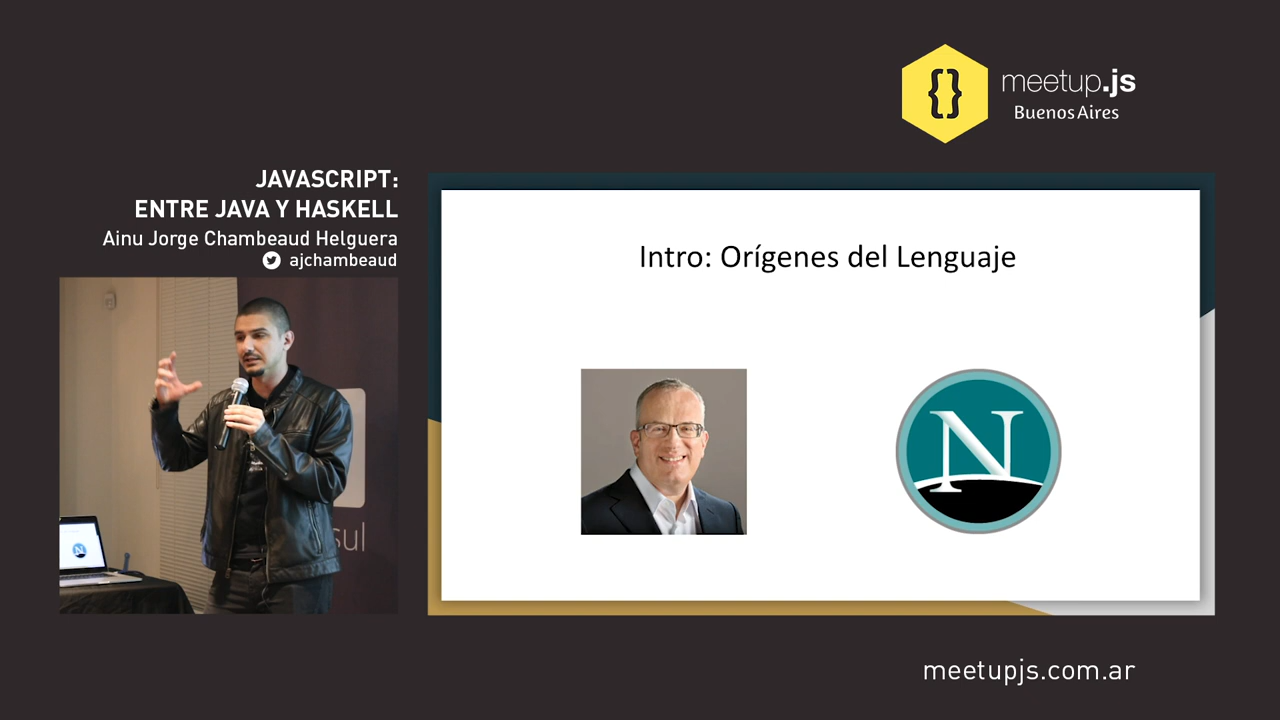 {} meetup.js
Buenos Aires
JAVASCRIPT:
ENTRE JAVA Y HASKELL
Ainu Jorge Chambeaud Helguera
ajchambeaud
Intro: Orígenes del Lenguaje
N
N
sul
meetupjs.com.ar